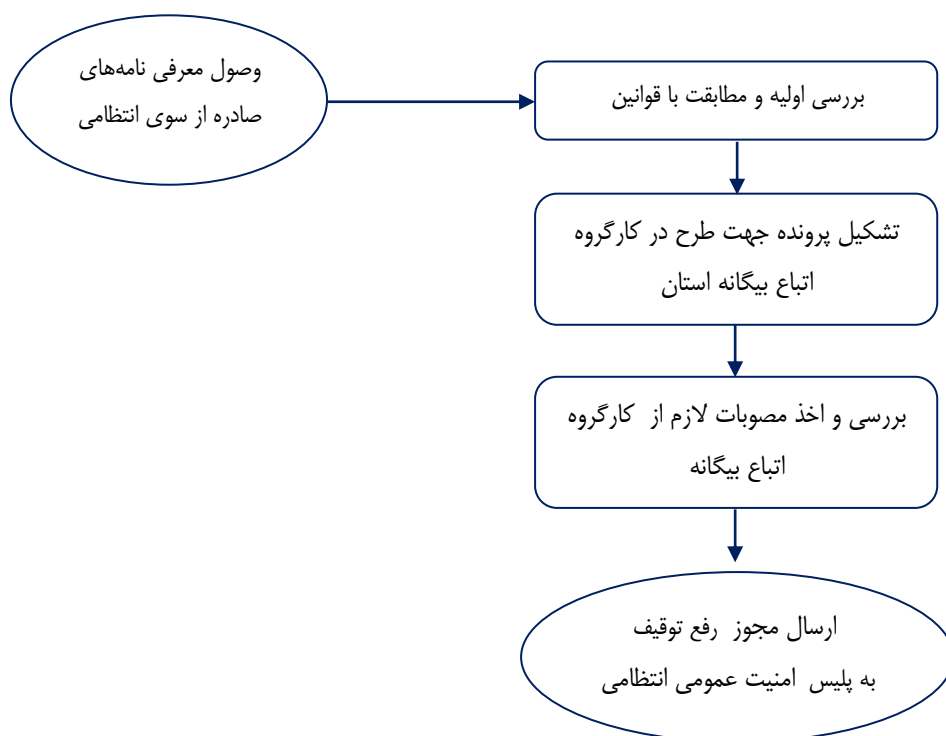 وصول معرفی نامه‌های
صادره از سوی انتظامی
بررسی اولیه و مطابقت با قوانین
تشکیل پرونده جهت طرح در کارگروه
اتباع بیگانه استان
بررسی و اخذ مصوبات لازم از کارگروه
اتباع بیگانه
ارسال مجوز رفع توقیف
به پلیس امنیت عمومی انتظامی